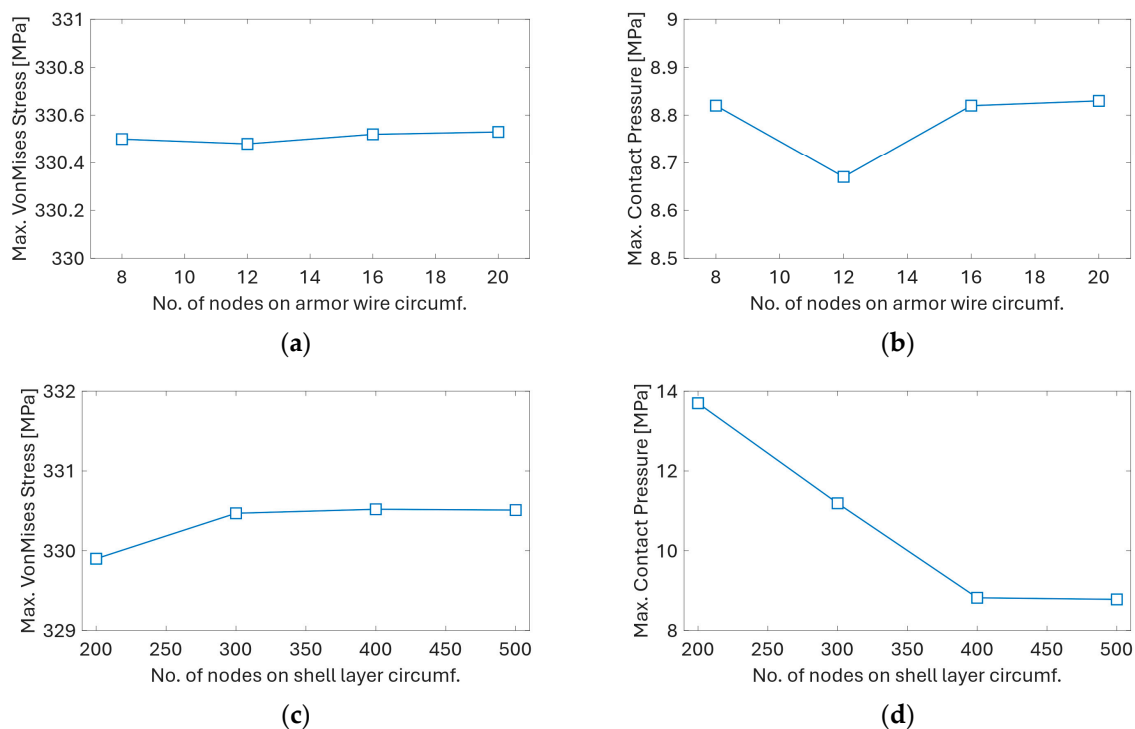 Max. VonMises Stress [MPa]
331
330.8
330.6
330.4
330.2
330
8 10 12 14 16 18 20
No. of nodes on armor wire circumf.
(a)
Max. Contact Pressure [MPa]
9
8.9
8.8
8.7
8.6
8.5
8 10 12 14 16 18 20
No. of nodes on armor wire circumf.
(b)
Max. VonMises Stress [MPa]
332
331
330
329
200 250 300 350 400 450 500
No. of nodes on shell layer circumf.
(c)
Max. Contact Pressure [MPa]
14
12
10
8
200 250 300 350 400 450 500
No. of nodes on shell layer circumf.
(d)